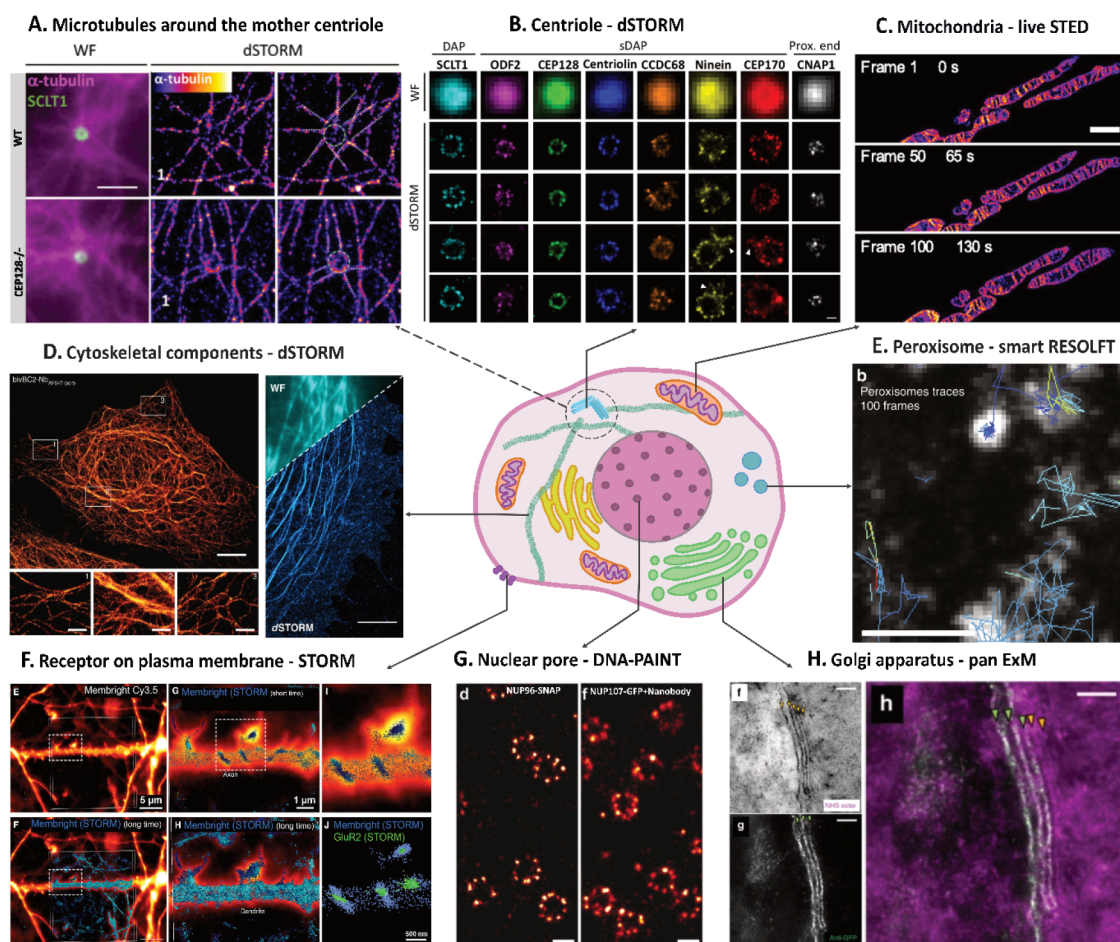 A. Microtubules around the mother centriole
WF
dSTORM
α-tubulin
SCLT1
α-tubulin
WT
1.
CEP128-/-
1
B. Centriole - dSTORM
DAP
sDAP
Prox. end
SCLT1
ODF2
CEP128
Centriolin
CCDC68
Ninein
CEP170
CNAP1
WF
dSTORM
C. Mitochondria - live STED
Frame 1 0 s
Frame 50 65 s
Frame 100 130 s
D. Cytoskeletal components - dSTORM
3
1
1
2
3
WF
dSTORM
E. Peroxisome - smart RESOLFT
b
Peroxisomes traces
100 frames
F. Receptor on plasma membrane - STORM
E
Membright Cy3.5
5 µm
G
Membright (STORM) (short time)
Axon
1 µm
I
F
Membright (STORM) (long time)
H
Membright (STORM) (long time)
Dendrite
J
Membright (STORM)
GluR2 (STORM)
500 nm
G. Nuclear pore - DNA-PAINT
d
NUP96-SNAP
f
NUP107-GFP+Nanobody
H. Golgi apparatus - pan ExM
f
NHS ester
g
Anti-GFP
h